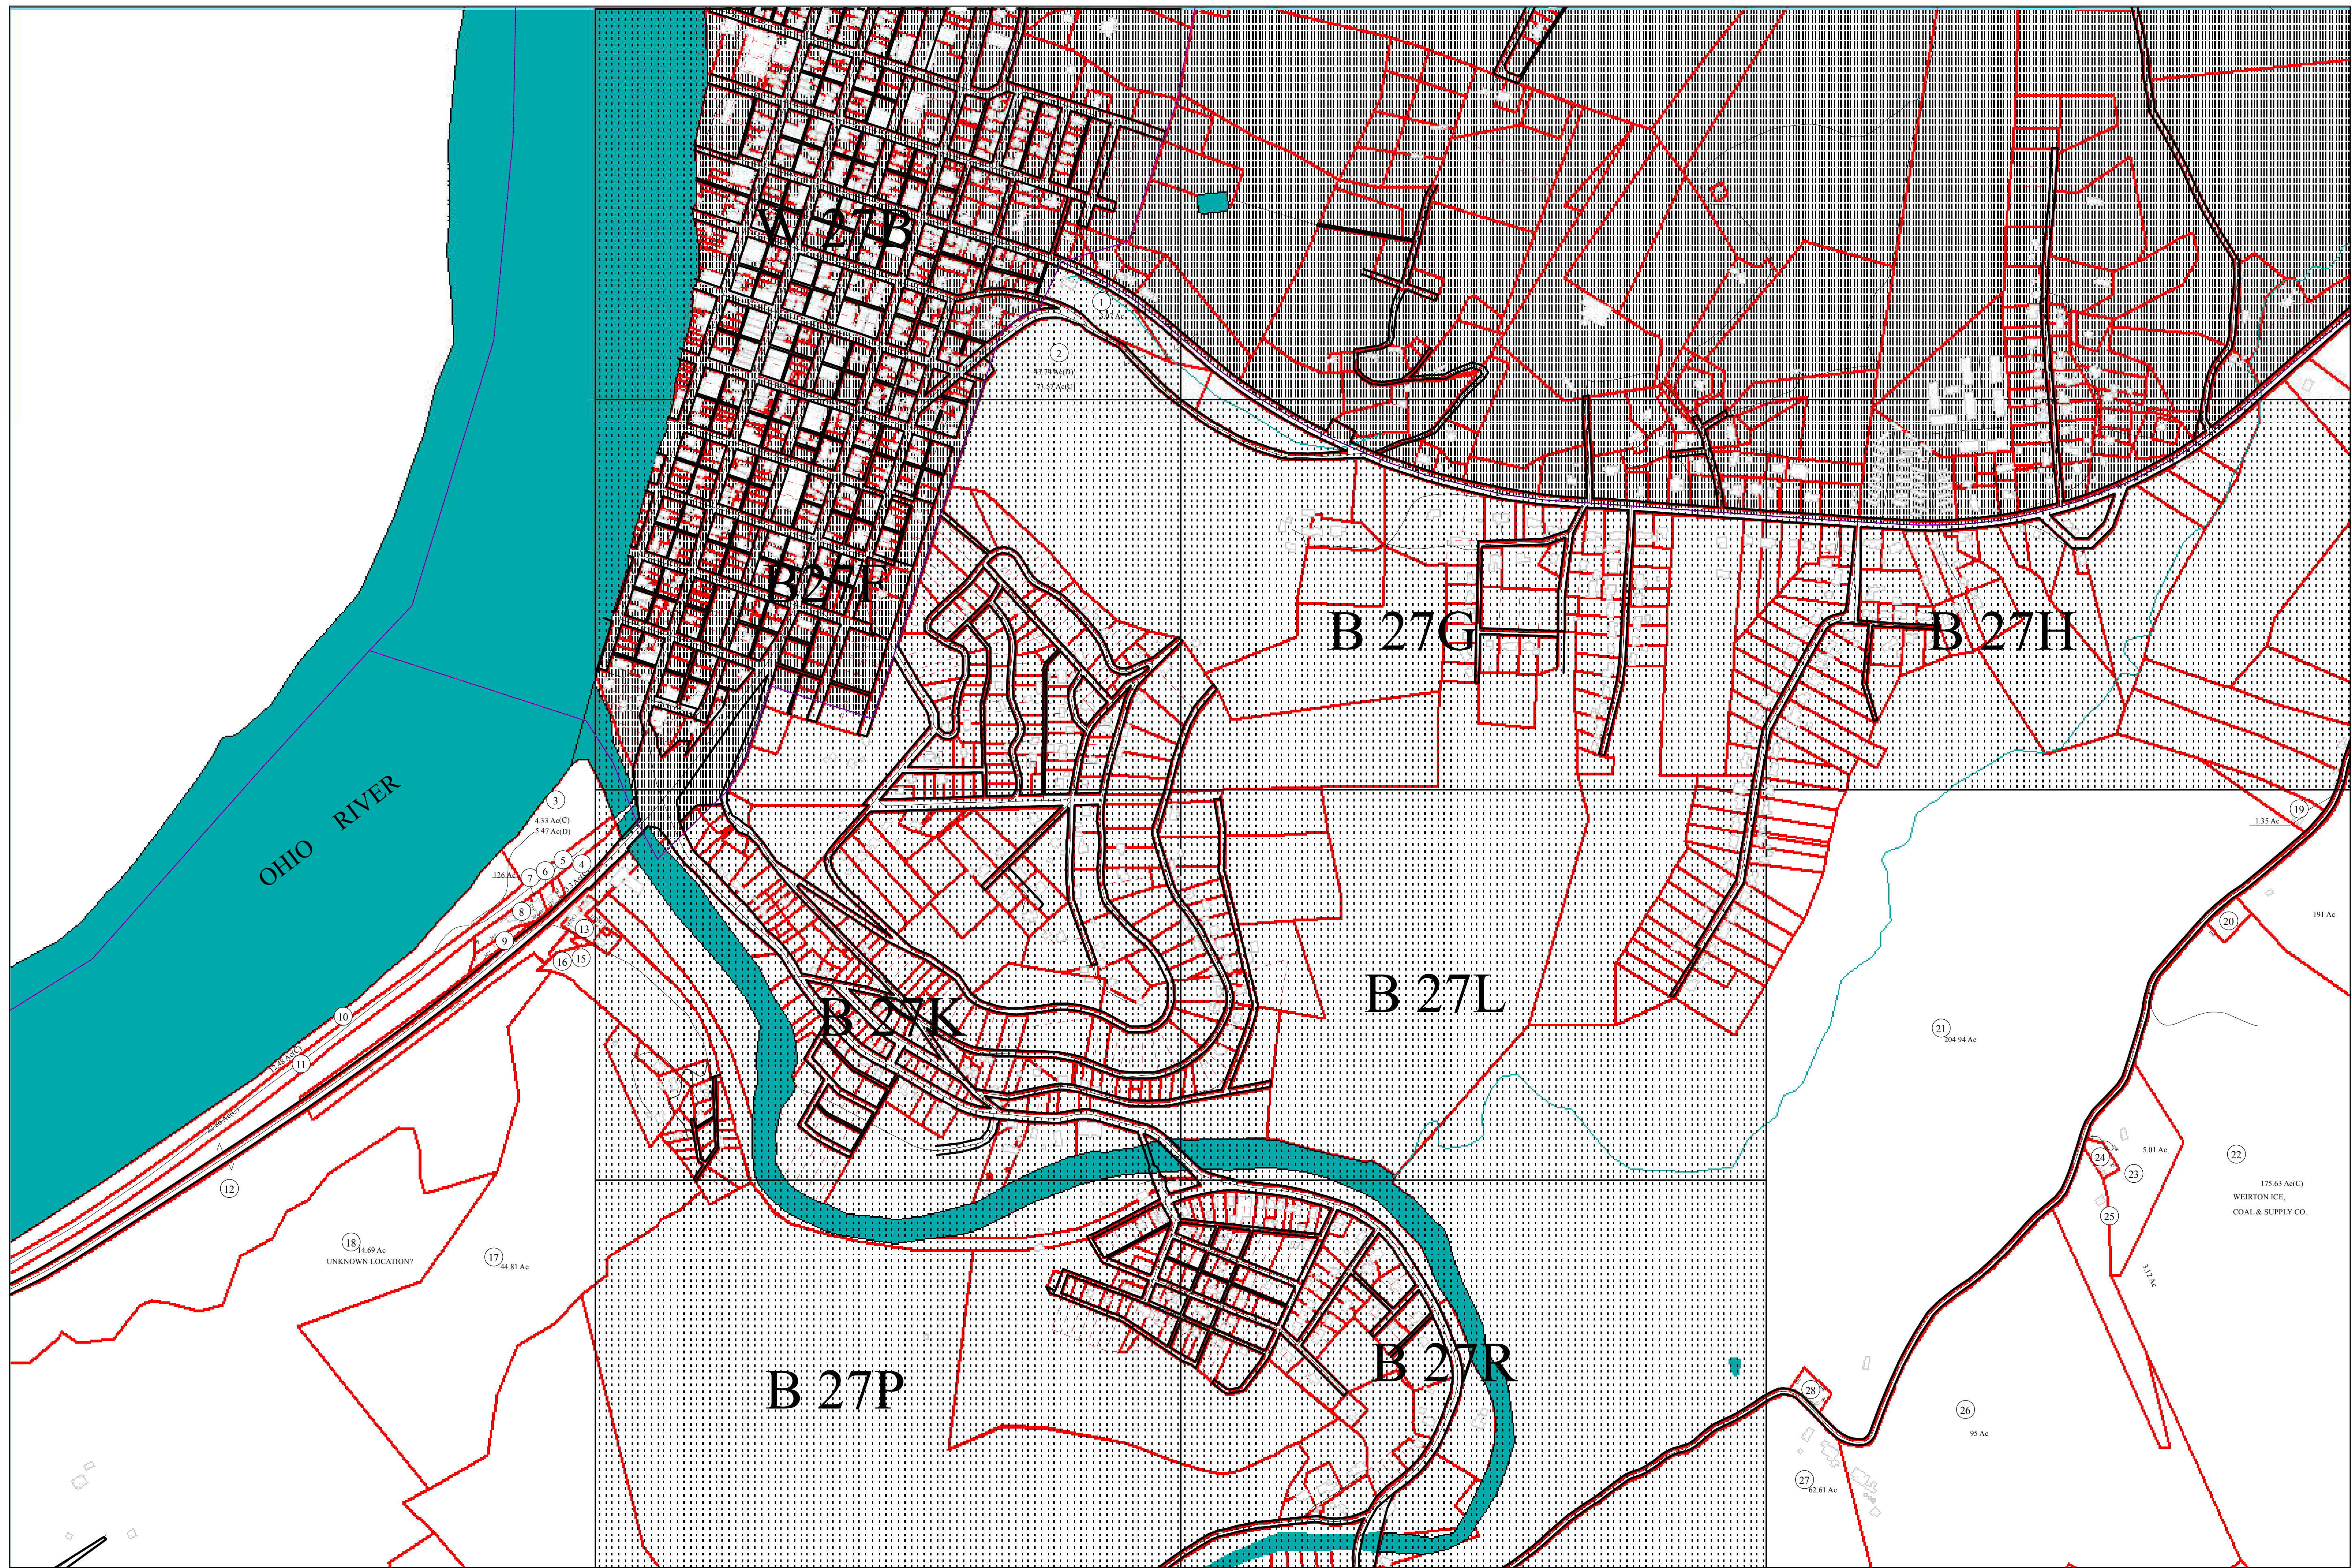 W 27B
1
2
B27F
B 27G
B 27H
OHIO RIVER
3
4.33 Ac(C)
5.47 Ac(D)
5
4
6
7
126 Ac
8
9
13
16
15
10
11
12
19
1.35 Ac
20
191 Ac
B 27K
B 27L
21
204.94 Ac
24
5.01 Ac
23
22
175.63 Ac(C)
WEIRTON ICE,
COAL & SUPPLY CO.
25
3.12 Ac
18
14.69 Ac
UNKNOWN LOCATION?
17
44.81 Ac
B 27P
B 27R
28
26
95 Ac
27
62.61 Ac